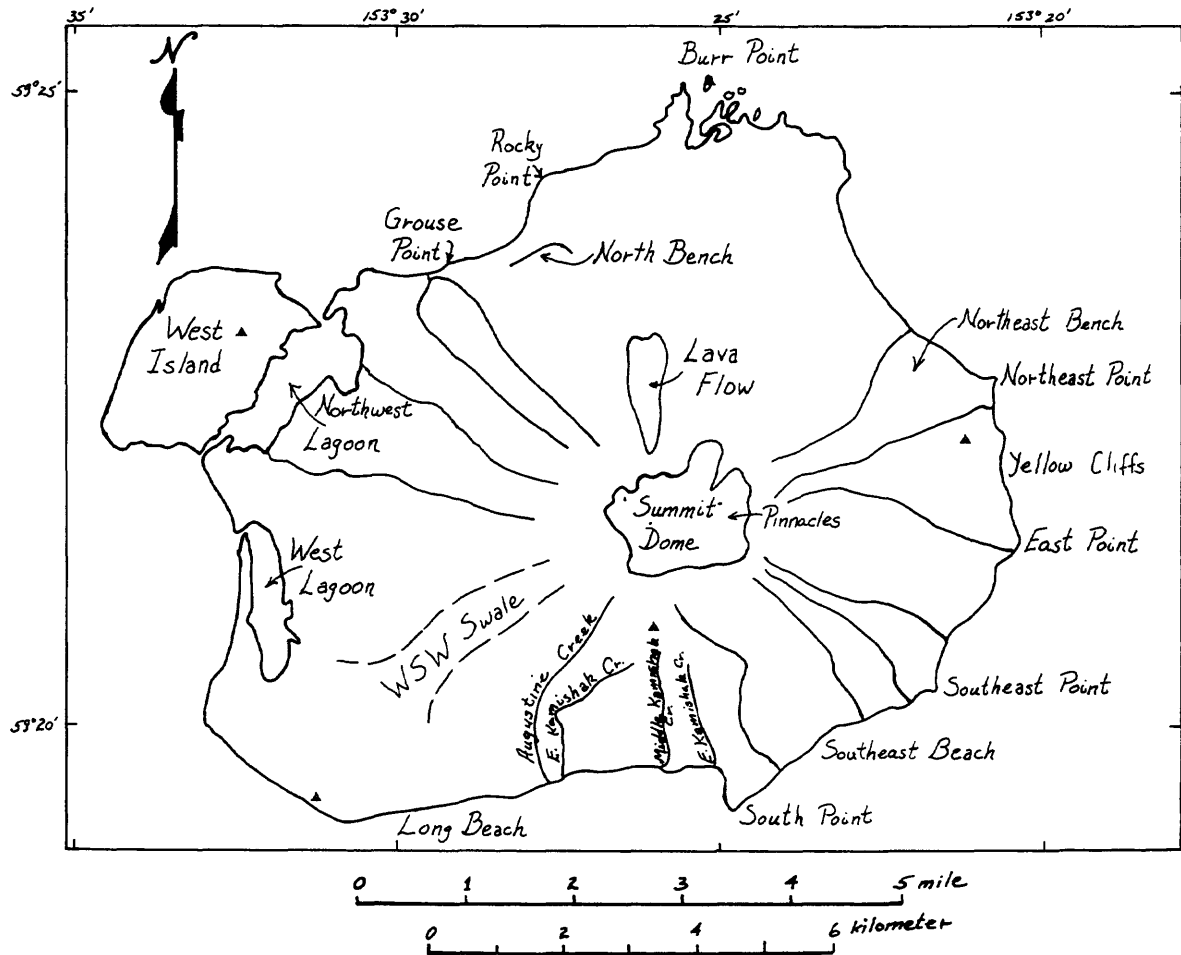 35'
153° 30'
25'
153° 20'
N
59° 25'
Burr Point
Rocky
Point
Grouse
Point
North Bench
West
Island
Northwest
Lagoon
Lava
Flow
Northeast Bench
Northeast Point
Yellow Cliffs
Summit
Dome
Pinnacles
East Point
West
Lagoon
WSW Swale
Augustine Creek
E. Kamishak Cr.
Middle Kamishak
Cr.
E. Kamishak Cr.
Southeast Point
59° 20'
Southeast Beach
South Point
Long Beach
0 1 2 3 4 5 mile
0 2 4 6 kilometer